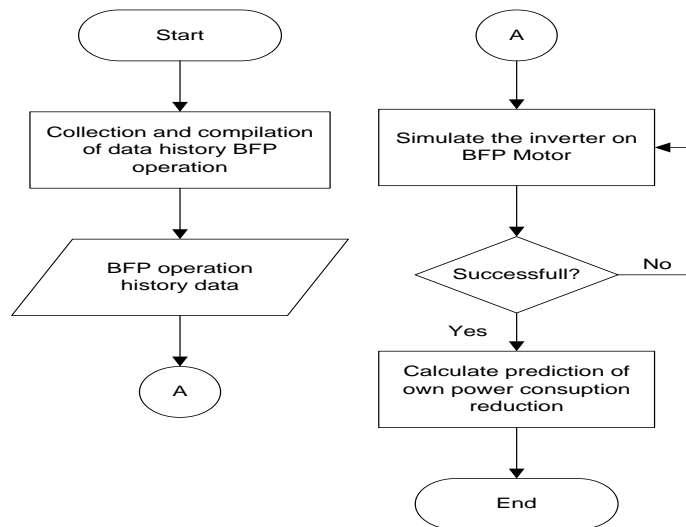 Start
Collection and compilation
of data history BFP
operation
BFP operation
history data
A
A
Simulate the inverter on
BFP Motor
Successfull?
No
Yes
Calculate prediction of
own power consuption
reduction
End